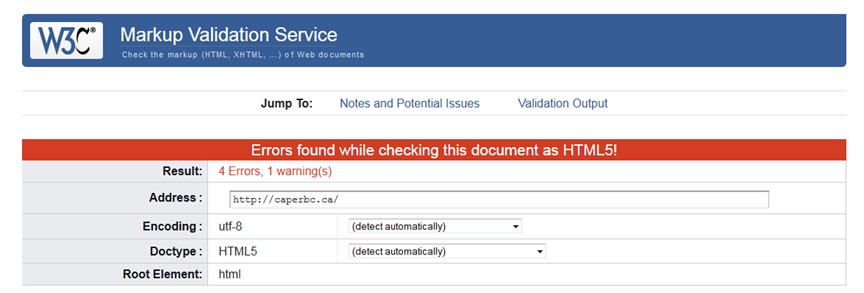 W3C® Markup Validation Service
Check the markup (HTML, XHTML, …) of Web documents
Jump To: Notes and Potential Issues Validation Output
Errors found while checking this document as HTML5!
Result: 4 Errors, 1 warning(s)
Address : http://caperbc.ca/
Encoding : utf-8 (detect automatically)
Doctype : HTML5 (detect automatically)
Root Element: html